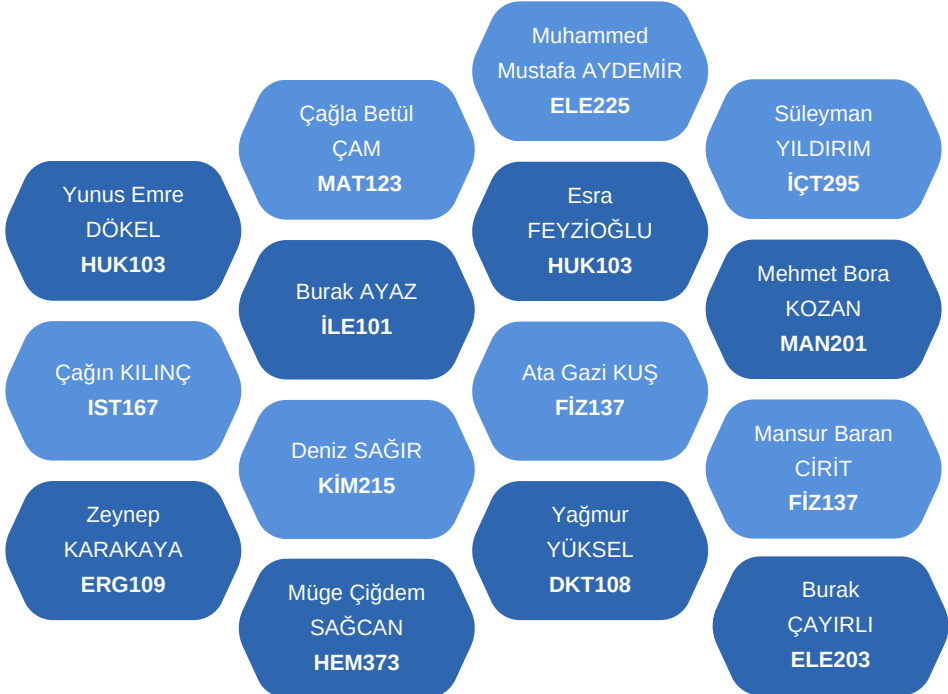 Muhammed
Mustafa AYDEMİR
ELE225
Çağla Betül
ÇAM
MAT123
Süleyman
YILDIRIM
İÇT295
Yunus Emre
DÖKEL
HUK103
Esra
FEYZİOĞLU
HUK103
Burak AYAZ
İLE101
Mehmet Bora
KOZAN
MAN201
Çağın KILINÇ
IST167
Ata Gazi KUŞ
FİZ137
Deniz SAĞIR
KİM215
Mansur Baran
CİRİT
FİZ137
Zeynep
KARAKAYA
ERG109
Yağmur
YÜKSEL
DKT108
Müge Çiğdem
SAĞCAN
HEM373
Burak
ÇAYIRLI
ELE203